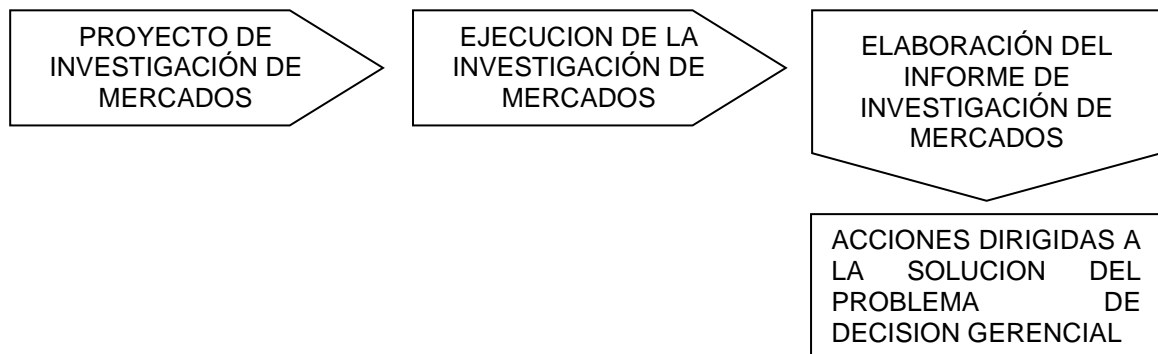 PROYECTO DE
INVESTIGACIÓN DE
MERCADOS
EJECUCION DE LA
INVESTIGACIÓN DE
MERCADOS
ELABORACIÓN DEL
INFORME DE
INVESTIGACIÓN DE
MERCADOS
ACCIONES DIRIGIDAS A
LA SOLUCION DEL
PROBLEMA DE
DECISION GERENCIAL